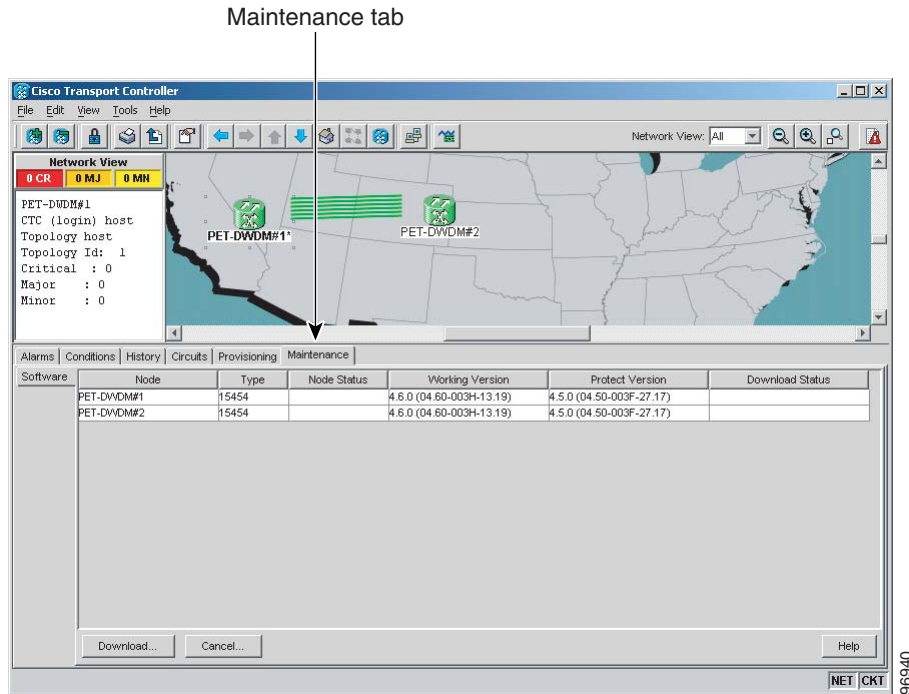 Maintenance tab
Cisco Transport Controller
File Edit View Tools Help
Network View: All
Network View
0 CR 0 MJ 0 MN
PET-DWDM#1
CTC (login) host
Topology host
Topology Id: 1
Critical : 0
Major : 0
Minor : 0
PET-DWDM#1*
PET-DWDM#2
Alarms Conditions History Circuits Provisioning Maintenance
Software
Node Type Node Status Working Version Protect Version Download Status
PET-DWDM#1 15454 4.6.0 (04.60-003H-13.19) 4.5.0 (04.50-003F-27.17)
PET-DWDM#2 15454 4.6.0 (04.60-003H-13.19) 4.5.0 (04.50-003F-27.17)
Download... Cancel... Help
NET CKT
96940